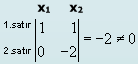 x₁ x₂
1.satır |1 1|
2.satır |0 −2| = −2 ≠ 0